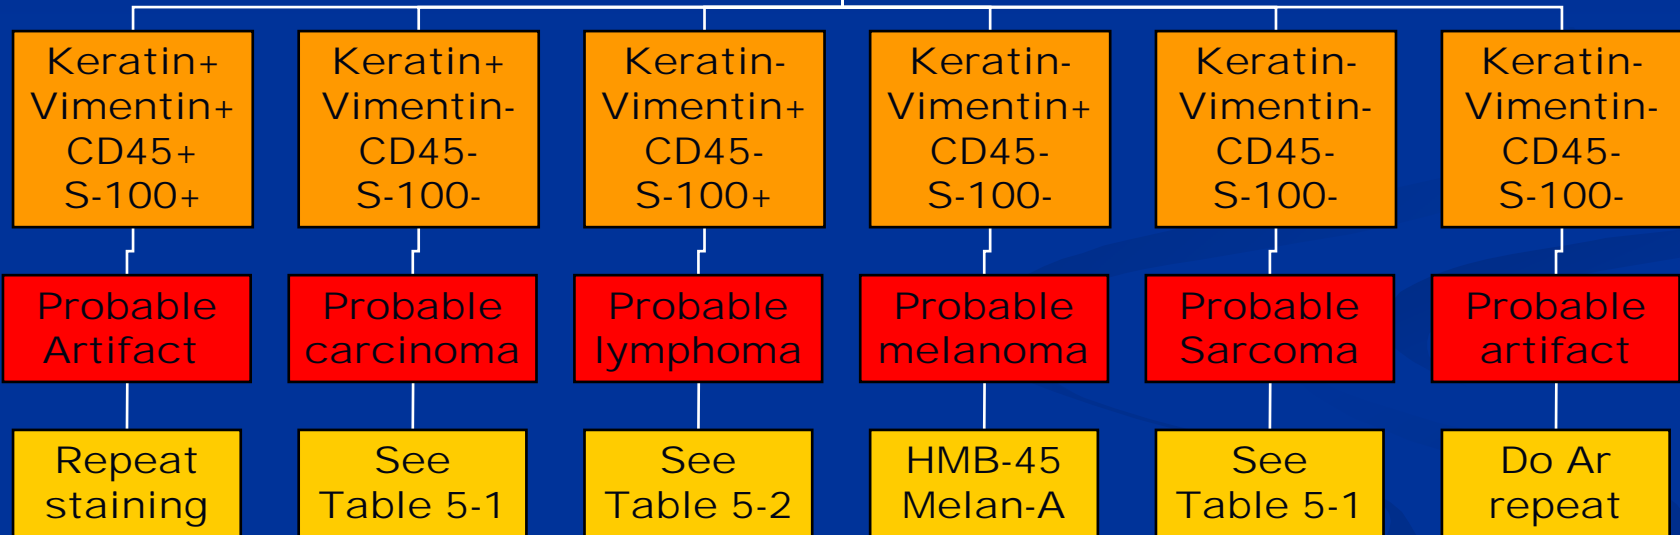 Keratin+
Vimentin+
CD45+
S-100+
Keratin+
Vimentin-
CD45-
S-100-
Keratin-
Vimentin+
CD45-
S-100+
Keratin-
Vimentin+
CD45-
S-100-
Keratin-
Vimentin-
CD45-
S-100-
Keratin-
Vimentin-
CD45-
S-100-
Probable
Artifact
Probable
carcinoma
Probable
lymphoma
Probable
melanoma
Probable
Sarcoma
Probable
artifact
Repeat
staining
See
Table 5-1
See
Table 5-2
HMB-45
Melan-A
See
Table 5-1
Do Ar
repeat